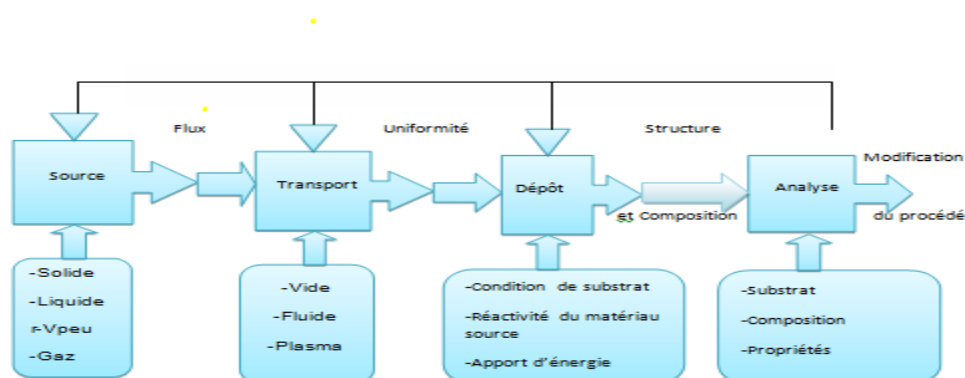 Flux
Uniformité
Structure
Source
Transport
Dépôt
et Composition
Analyse
Modification
du procédé
-Solide
-Liquide
r-Vpeu
-Gaz
-Vide
-Fluide
-Plasma
-Condition de substrat
-Réactivité du matériau
source
-Apport d'énergie
-Substrat
-Composition
-Propriétés